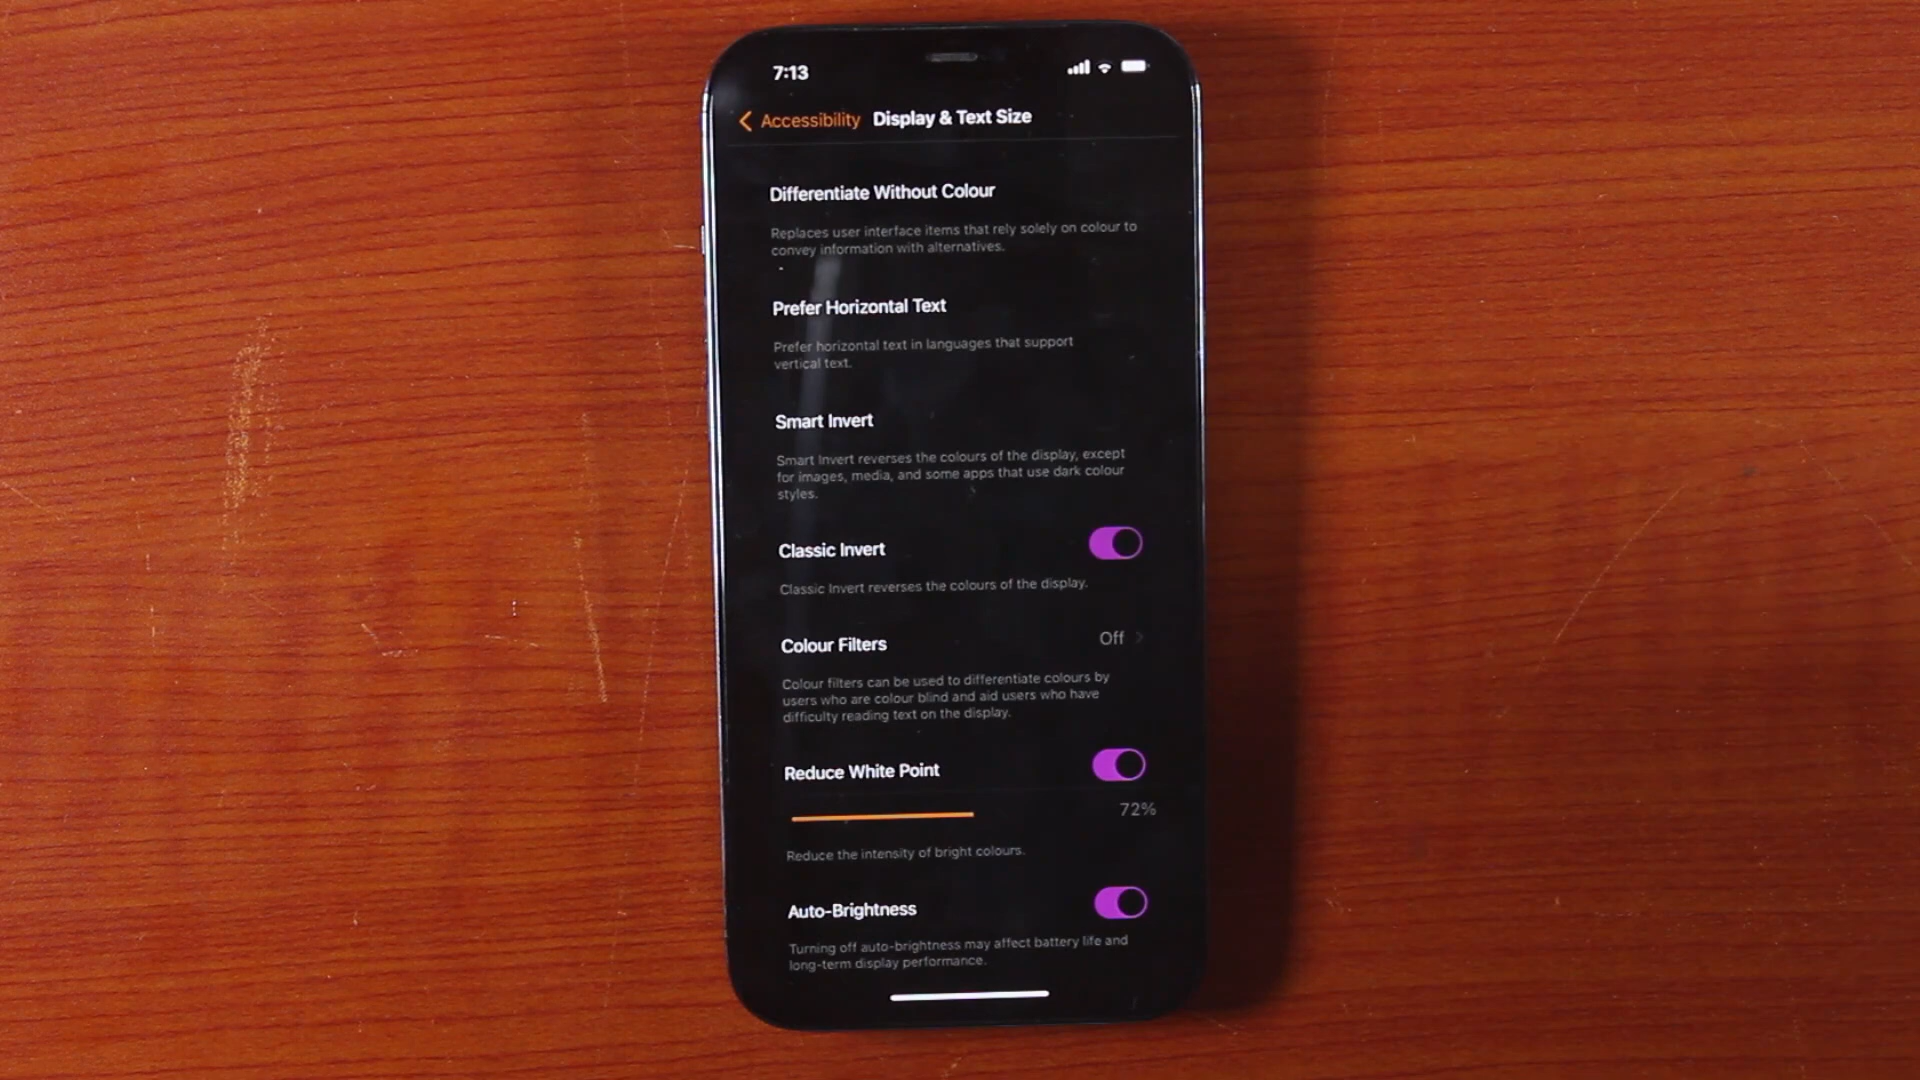 7:13
Accessibility Display & Text Size
Differentiate Without Colour
Replaces user interface items that rely solely on colour to
convey information with alternatives.
Prefer Horizontal Text
Prefer horizontal text in languages that support
vertical text.
Smart Invert
Smart Invert reverses the colours of the display, except
for images, media, and some apps that use dark colour
styles.
Classic Invert
Classic Invert reverses the colours of the display.
Colour Filters Off
Colour filters can be used to differentiate colours by
users who are colour blind and aid users who have
difficulty reading text on the display.
Reduce White Point
72%
Reduce the intensity of bright colours.
Auto-Brightness
Turning off auto-brightness may affect battery life and
long-term display performance.